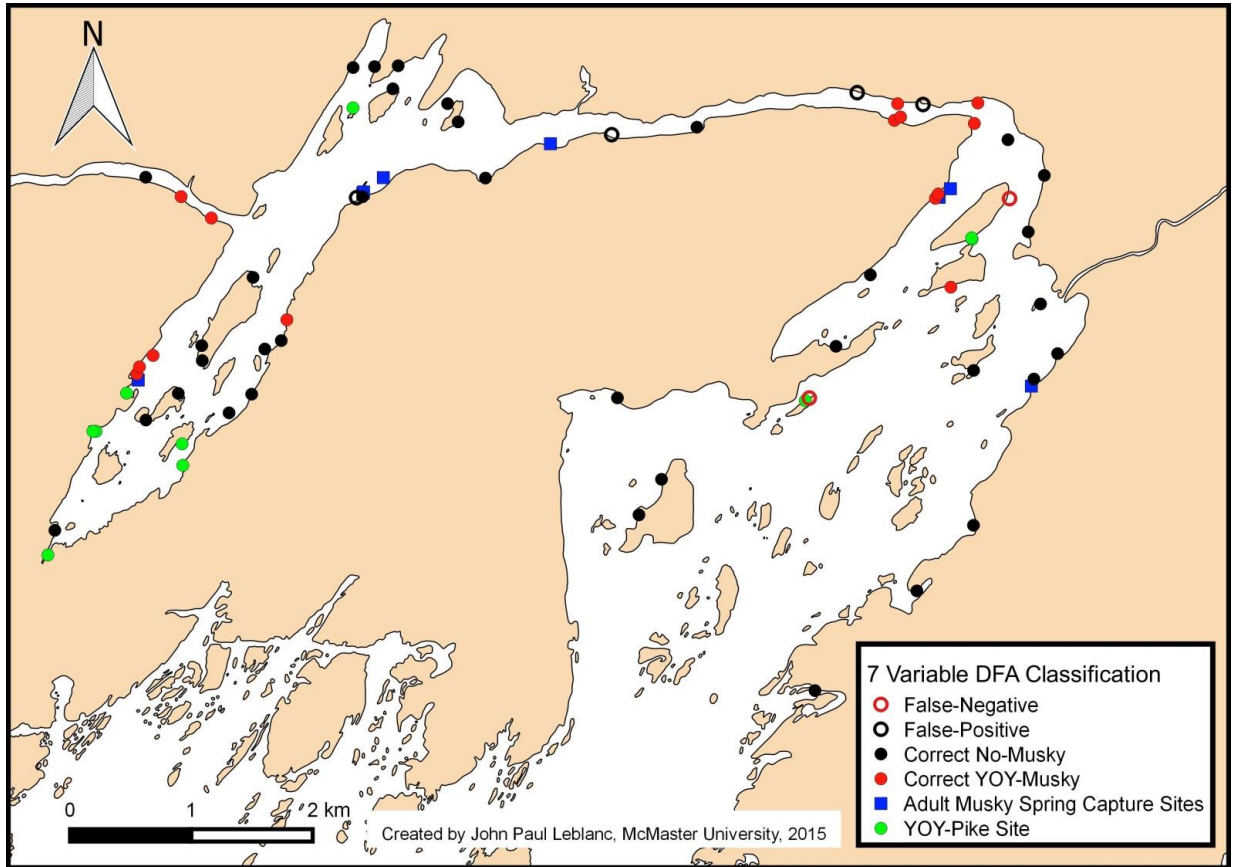 N
7 Variable DFA Classification
False-Negative
False-Positive
Correct No-Musky
Correct YOY-Musky
Adult Musky Spring Capture Sites
YOY-Pike Site
0 1 2 km
Created by John Paul Leblanc, McMaster University, 2015